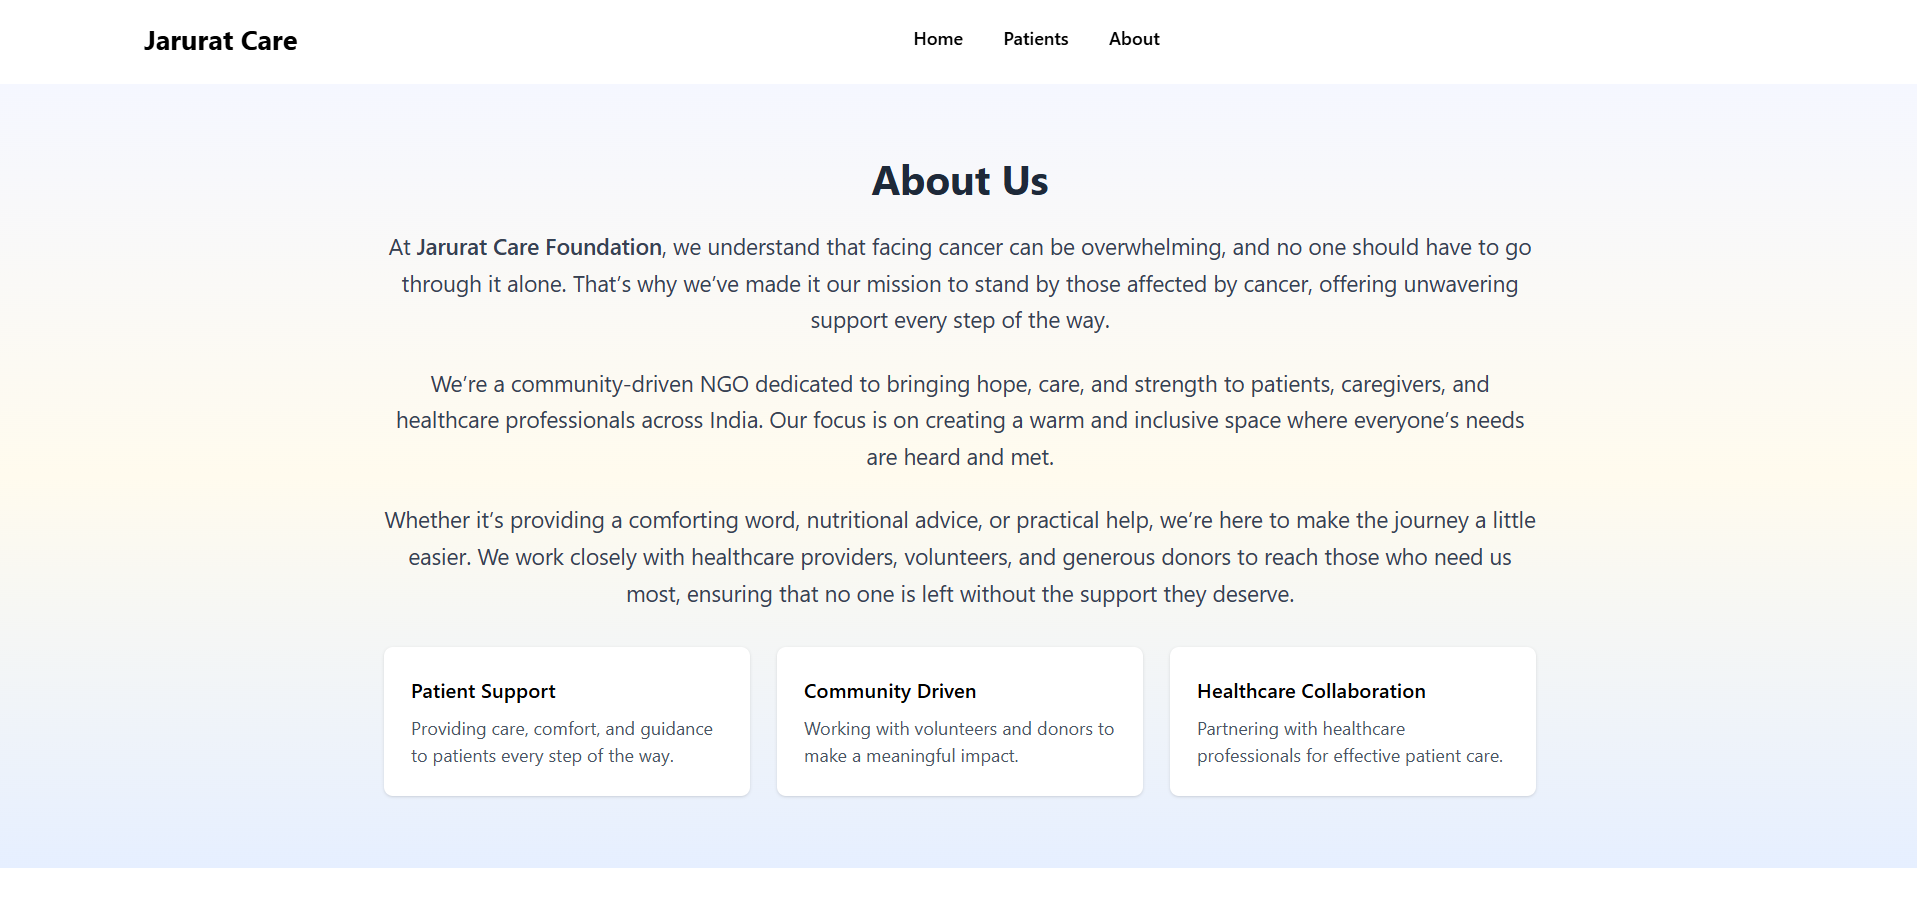 Jarurat Care
Home Patients About
About Us
At Jarurat Care Foundation, we understand that facing cancer can be overwhelming, and no one should have to go
through it alone. That’s why we’ve made it our mission to stand by those affected by cancer, offering unwavering
support every step of the way.
We’re a community-driven NGO dedicated to bringing hope, care, and strength to patients, caregivers, and
healthcare professionals across India. Our focus is on creating a warm and inclusive space where everyone’s needs
are heard and met.
Whether it’s providing a comforting word, nutritional advice, or practical help, we’re here to make the journey a little
easier. We work closely with healthcare providers, volunteers, and generous donors to reach those who need us
most, ensuring that no one is left without the support they deserve.
Patient Support
Providing care, comfort, and guidance
to patients every step of the way.
Community Driven
Working with volunteers and donors to
make a meaningful impact.
Healthcare Collaboration
Partnering with healthcare
professionals for effective patient care.